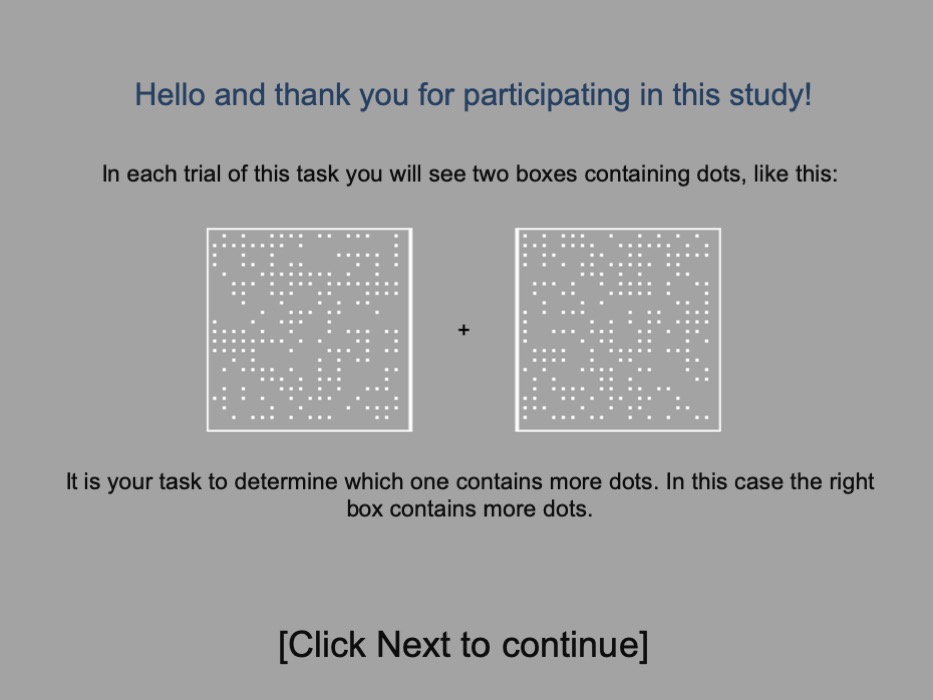 Hello and thank you for participating in this study!
In each trial of this task you will see two boxes containing dots, like this:
+
It is your task to determine which one contains more dots. In this case the right
box contains more dots.
[Click Next to continue]